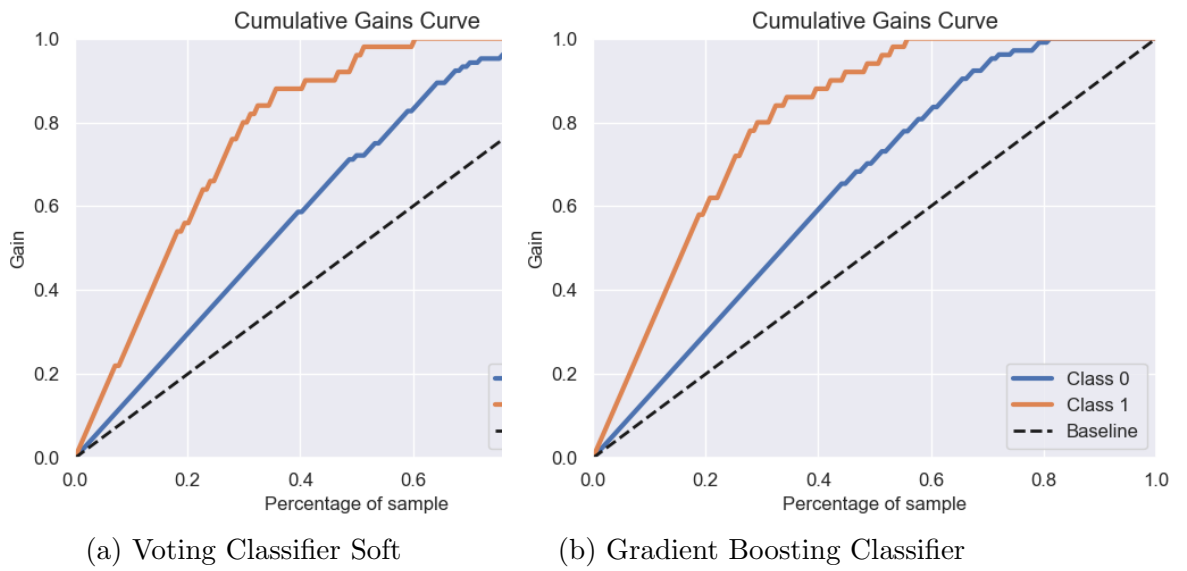 Cumulative Gains Curve
1.0
0.8
0.6
0.4
0.2
0.0
Gain
0.0 0.2 0.4 0.6
Percentage of sample
(a) Voting Classifier Soft
Cumulative Gains Curve
1.0
0.8
0.6
0.4
0.2
0.0
Gain
Class 0
Class 1
Baseline
0.0 0.2 0.4 0.6 0.8 1.0
Percentage of sample
(b) Gradient Boosting Classifier